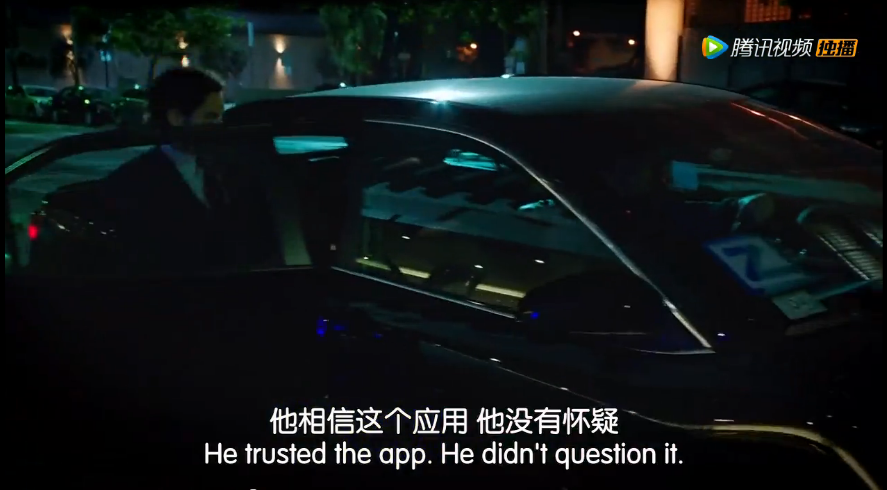 腾讯视频 独播
他相信这个应用 他没有怀疑
He trusted the app. He didn't question it.